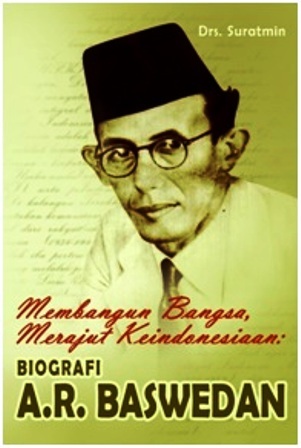 Drs. Suratmin
Membangun Bangsa,
Merajut Keindonesiaan:
BIOGRAFI
A.R. BASWEDAN